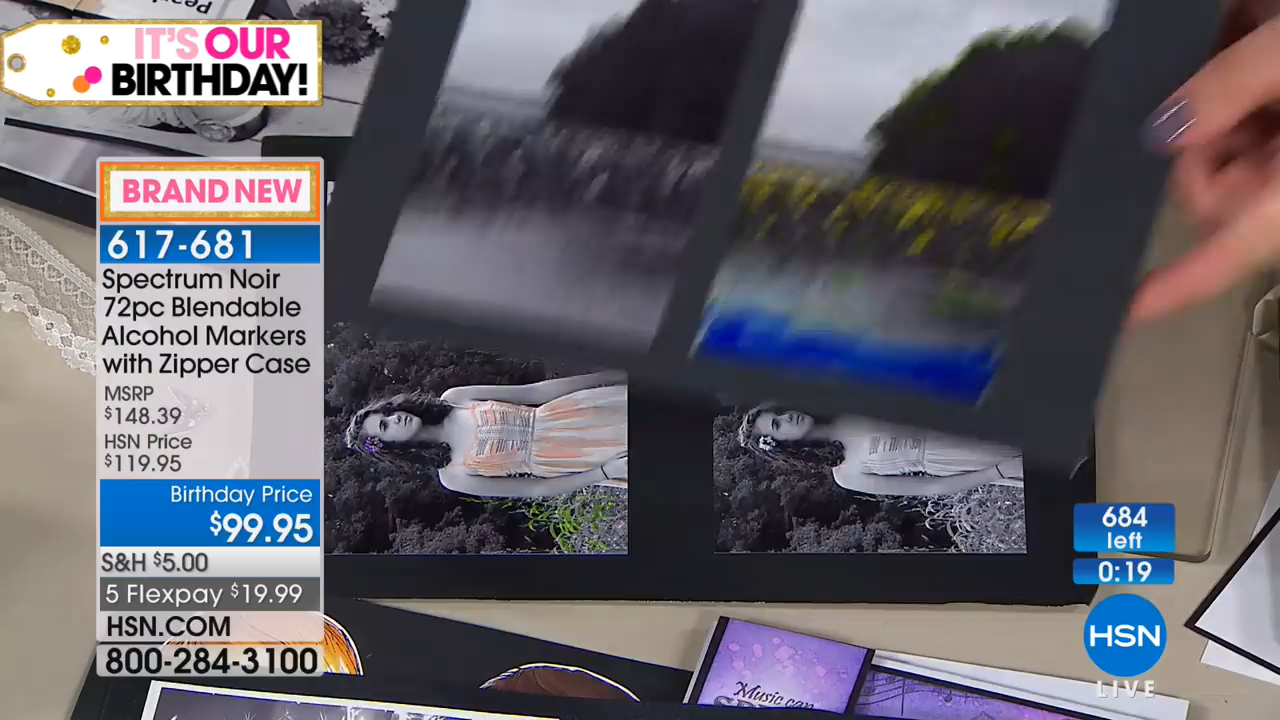 IT'S OUR
BIRTHDAY!
BRAND NEW
617-681
Spectrum Noir
72pc Blendable
Alcohol Markers
with Zipper Case
MSRP
$148.39
HSN Price
$119.95
Birthday Price
$99.95
S&H $5.00
5 Flexpay $19.99
HSN.COM
800-284-3100
684
left
0:19
HSN
LIVE
Music can